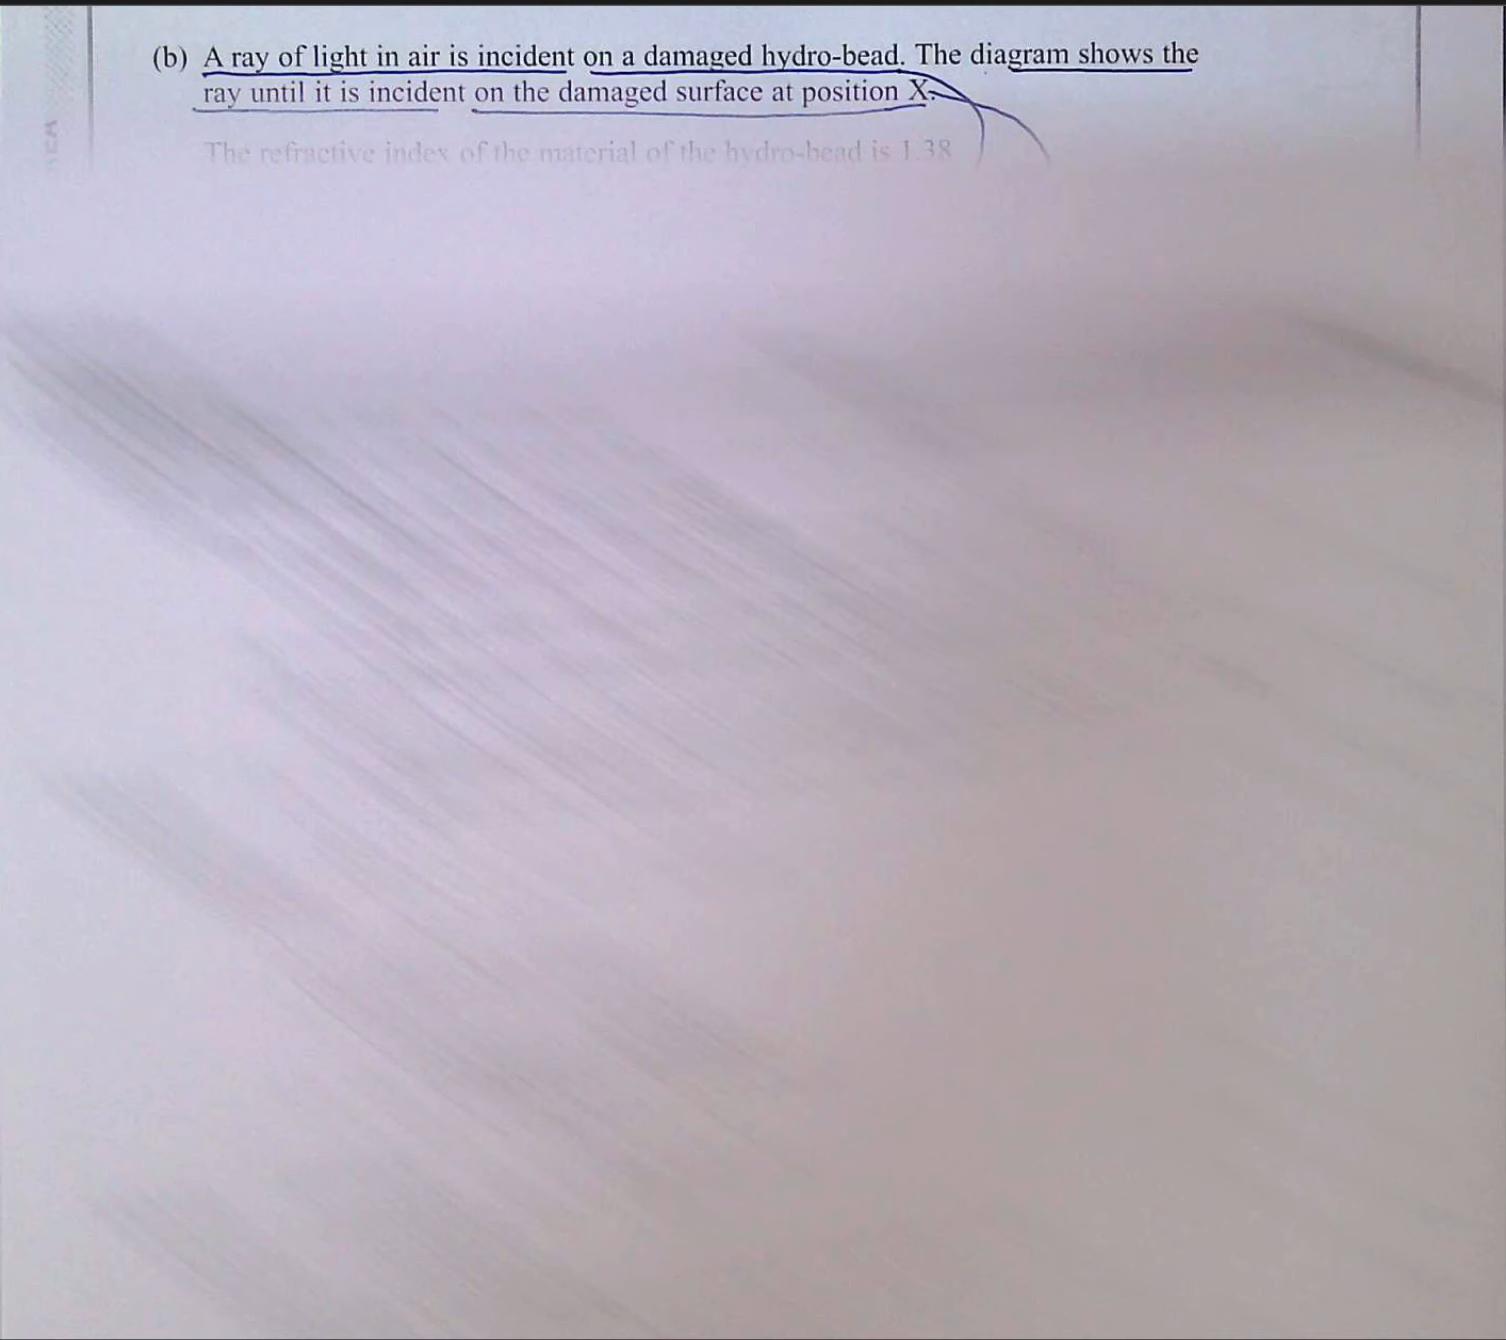 (b) A ray of light in air is incident on a damaged hydro-bead. The diagram shows the
ray until it is incident on the damaged surface at position X.
The refractive index of the material of the hydro-bead is 1.38